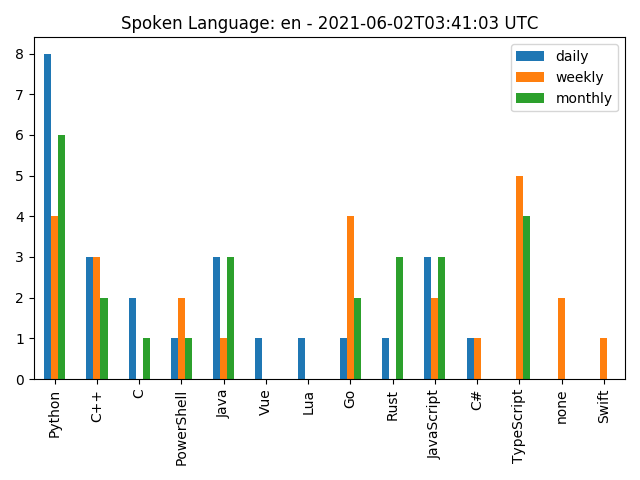 Spoken Language: en - 2021-06-02T03:41:03 UTC
daily
weekly
monthly
8
7
6
5
4
3
2
1
0
Python
C++
C
PowerShell
Java
Vue
Lua
Go
Rust
JavaScript
C#
TypeScript
none
Swift